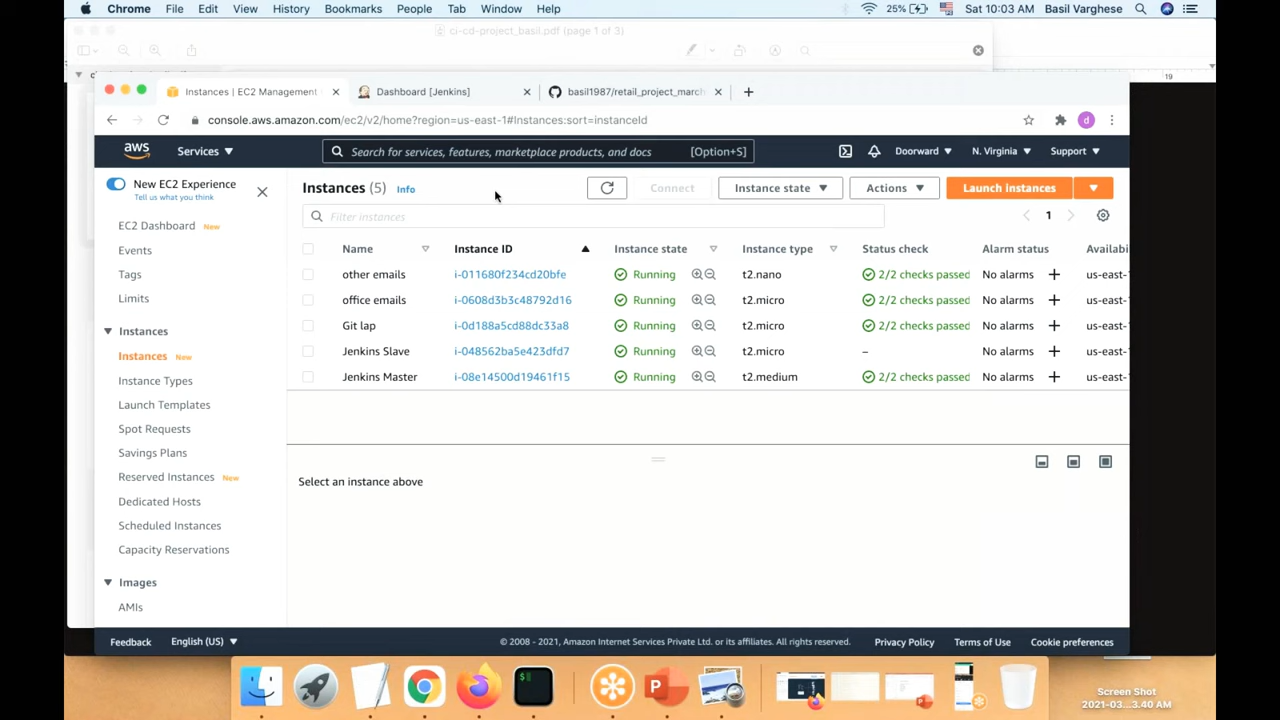 Chrome File Edit View History Bookmarks People Tab Window Help 25% Sat 10:03 AM Basil Varghese
ci-cd-project_basil.pdf (page 1 of 3)
19
Instances | EC2 Management Dashboard [Jenkins] basil1987/retail_project_march
console.aws.amazon.com/ec2/v2/home?region=us-east-1#Instances:sort=instanceId
aws Services Search for services, features, marketplace products, and docs [Option+S] Doorward N. Virginia Support
New EC2 Experience
Tell us what you think
EC2 Dashboard New
Events
Tags
Limits
Instances
Instances New
Instance Types
Launch Templates
Spot Requests
Savings Plans
Reserved Instances New
Dedicated Hosts
Scheduled Instances
Capacity Reservations
Images
AMIs
Instances (5) Info Connect Instance state Actions Launch instances
Filter instances 1
Name Instance ID Instance state Instance type Status check Alarm status Availabi
other emails i-011680f234cd20bfe Running t2.nano 2/2 checks passed No alarms + us-east-
office emails i-0608d3b3c48792d16 Running t2.micro 2/2 checks passed No alarms + us-east-
Git lap i-0d188a5cd88dc33a8 Running t2.micro 2/2 checks passed No alarms + us-east-
Jenkins Slave i-048562ba5e423dfd7 Running t2.micro – No alarms + us-east-
Jenkins Master i-08e14500d19461f15 Running t2.medium 2/2 checks passed No alarms + us-east-
Select an instance above
Feedback English (US) © 2008 - 2021, Amazon Internet Services Private Ltd. or its affiliates. All rights reserved. Privacy Policy Terms of Use Cookie preferences
Screen Shot
2021-03...3.40 AM